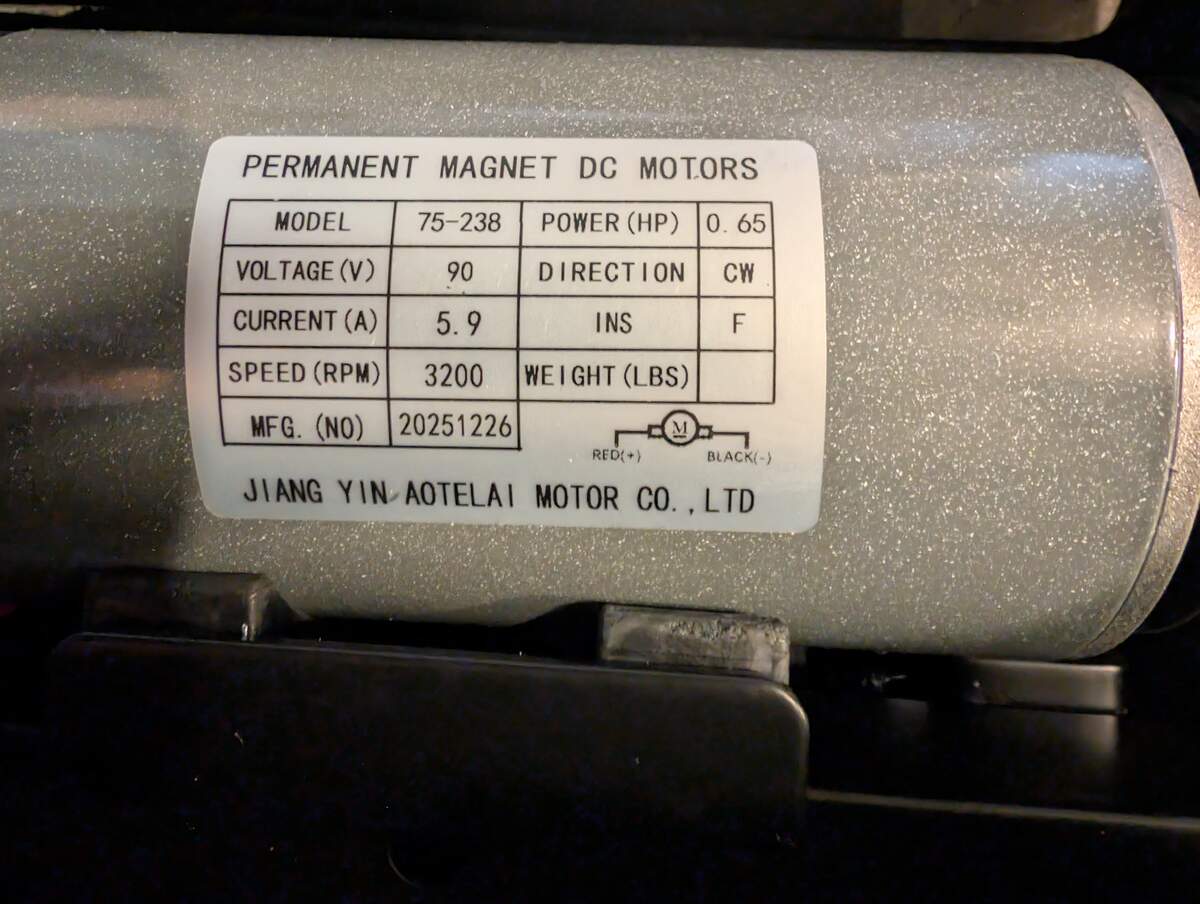 PERMANENT MAGNET DC MOTORS
MODEL 75-238 POWER(HP) 0.65
VOLTAGE(V) 90 DIRECTION CW
CURRENT(A) 5.9 INS F
SPEED(RPM) 3200 WEIGHT(LBS)
MFG.(NO) 20251226
M
RED(+) BLACK(-)
JIANG YIN AOTELAI MOTOR CO.,LTD